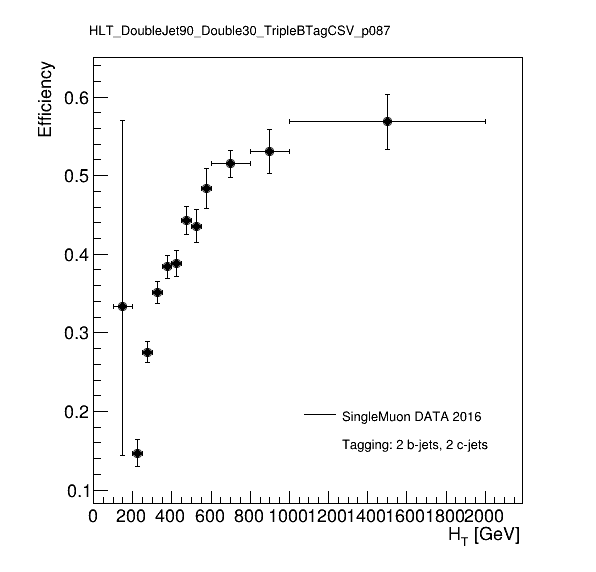 HLT_DoubleJet90_Double30_TripleBTagCSV_p087
Efficiency
0.6
0.5
0.4
0.3
0.2
0.1
SingleMuon DATA 2016
Tagging: 2 b-jets, 2 c-jets
0 200 400 600 800 1000 1200 1400 1600 1800 2000
H_T [GeV]